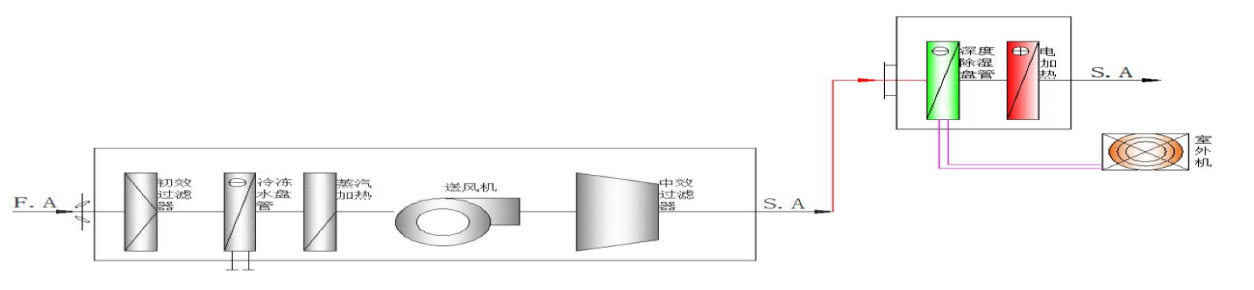 F.A
初效
过滤
器
冷冻
水盘
管
蒸汽
加热
送风机
中效
过滤
器
S.A
深度
除湿
盘管
电
加
热
S.A
室
外
机